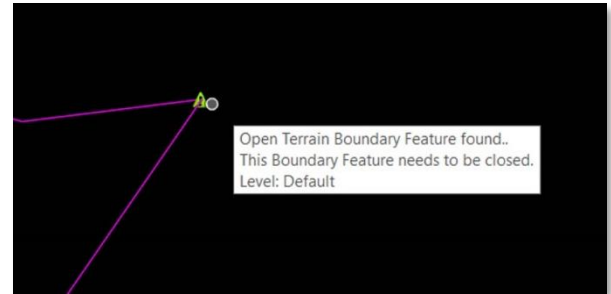 Open Terrain Boundary Feature found..
This Boundary Feature needs to be closed.
Level: Default